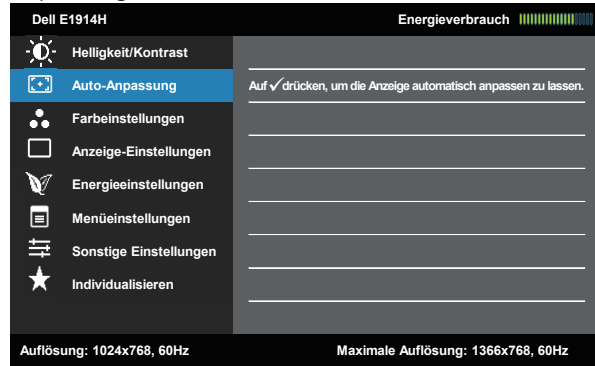 Dell E1914H Energieverbrauch
Helligkeit/Kontrast
Auto-Anpassung Auf ✓ drücken, um die Anzeige automatisch anpassen zu lassen.
Farbeinstellungen
Anzeige-Einstellungen
Energieeinstellungen
Menüeinstellungen
Sonstige Einstellungen
Individualisieren
Auflösung: 1024x768, 60Hz Maximale Auflösung: 1366x768, 60Hz